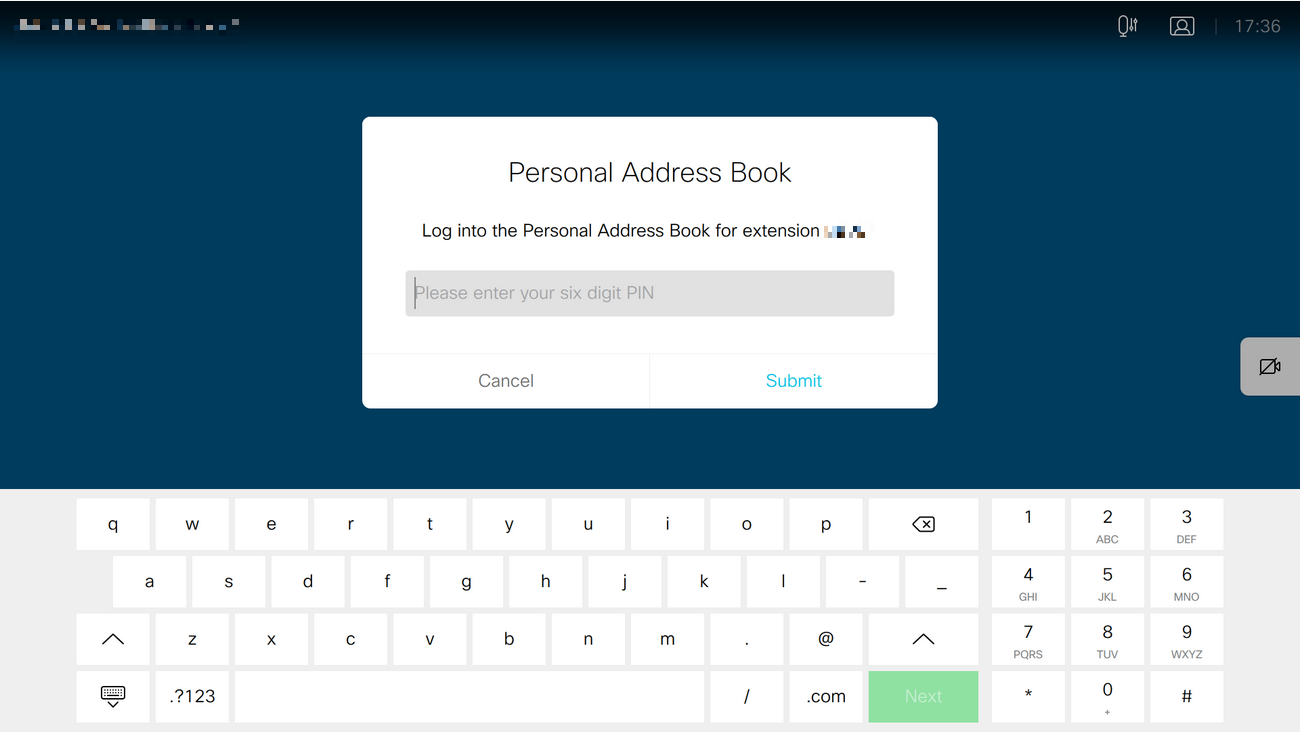 17:36
Personal Address Book
Log into the Personal Address Book for extension
Please enter your six digit PIN
Cancel
Submit
q w e r t y u i o p 1 2 3
ABC DEF
a s d f g h j k l - _ 4 5 6
GHI JKL MNO
z x c v b n m . @ 7 8 9
PQRS TUV WXYZ
.?123 / .com Next * 0 #
+